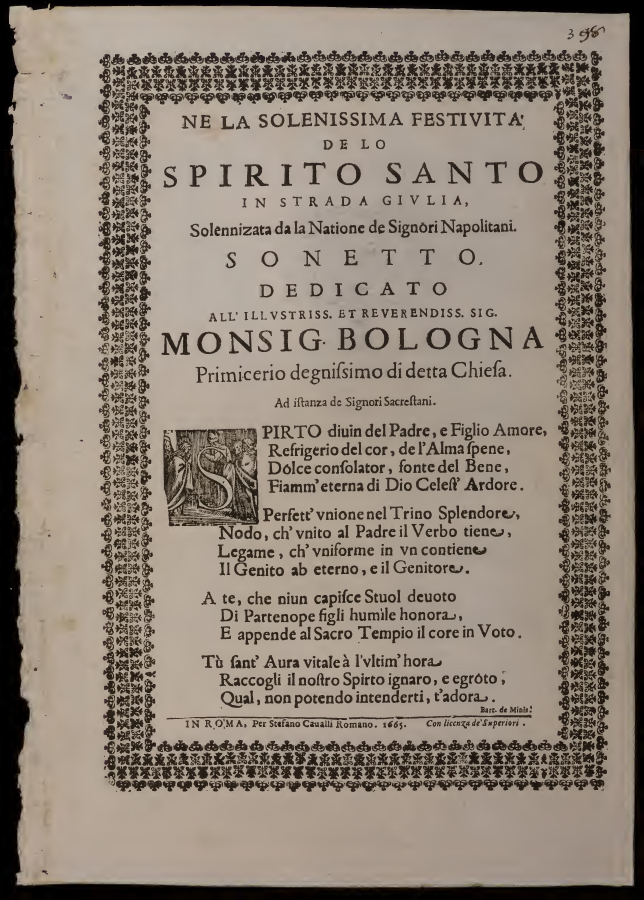 NE LA SOLENISSIMA FESTIVITA'
DE LO
SPIRITO SANTO
IN STRADA GIVLIA,
Solennizata da la Natione de Signori Napolitani.
SONETTO.
DEDICATO
ALL' ILLVSTRISS. ET REVERENDISS. SIG.
MONSIG. BOLOGNA
Primicerio degnissimo di detta Chiesa.
Ad istanza de Signori Sacrestani.
SPIRTO diuin del Padre, e Figlio Amore,
Refrigerio del cor, de l'Alma spene,
Dolce consolator, fonte del Bene,
Fiamm' eterna di Dio Celest' Ardore.
Perfett' vnione nel Trino Splendore,
Nodo, ch' vnito al Padre il Verbo tiene,
Legame, ch' vniforme in vn contiene
Il Genito ab eterno, e il Genitore.
A te, che niun capisce Stuol deuoto
Di Partenope figli humile honora,
E appende al Sacro Tempio il core in Voto.
Tù sant' Aura vitale à l'vltim' hora
Raccogli il nostro Spirto ignaro, e egroto;
Qual, non potendo intenderti, t'adora.
Bart. de Minis!
IN ROMA, Per Stefano Caualli Romano. 1665. Con licenza de' Superiori.